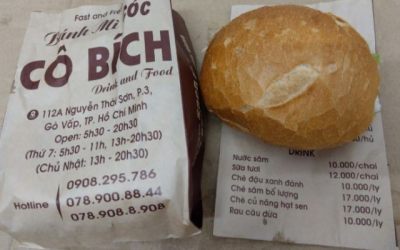 Fast and Fre
CÓC
Bánh Mì
CÔ BÍCH
Drink and Food
112A Nguyễn Thái Sơn, P.3,
Gò Vấp, TP. Hồ Chí Minh
Open: 5h30 - 20h30
(Thứ 7: 5h30 - 11h, 13h-20h30)
(Chủ Nhật: 13h - 20h30)
0908.295.786
Hotline
078.900.88.44
078.908.8.908
0/hủ
DRINK
Nước sâm 10.000/chai
Sữa tươi 12.000/chai
Chè đậu xanh đánh 10.000/ly
Chè sâm bổ lượng 17.000/ly
Chè củ năng hạt sen 17.000/ly
Rau câu dừa 10.000/ly